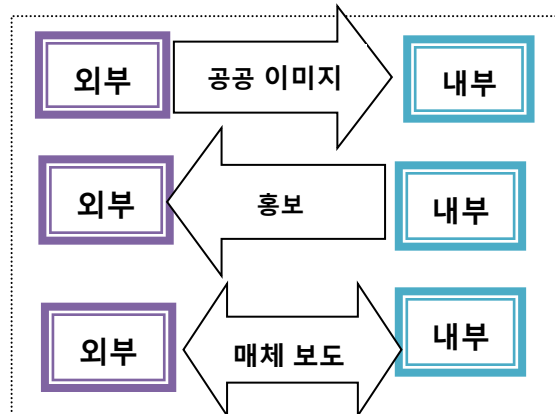 외부 공공 이미지 내부
외부 홍보 내부
외부 매체 보도 내부